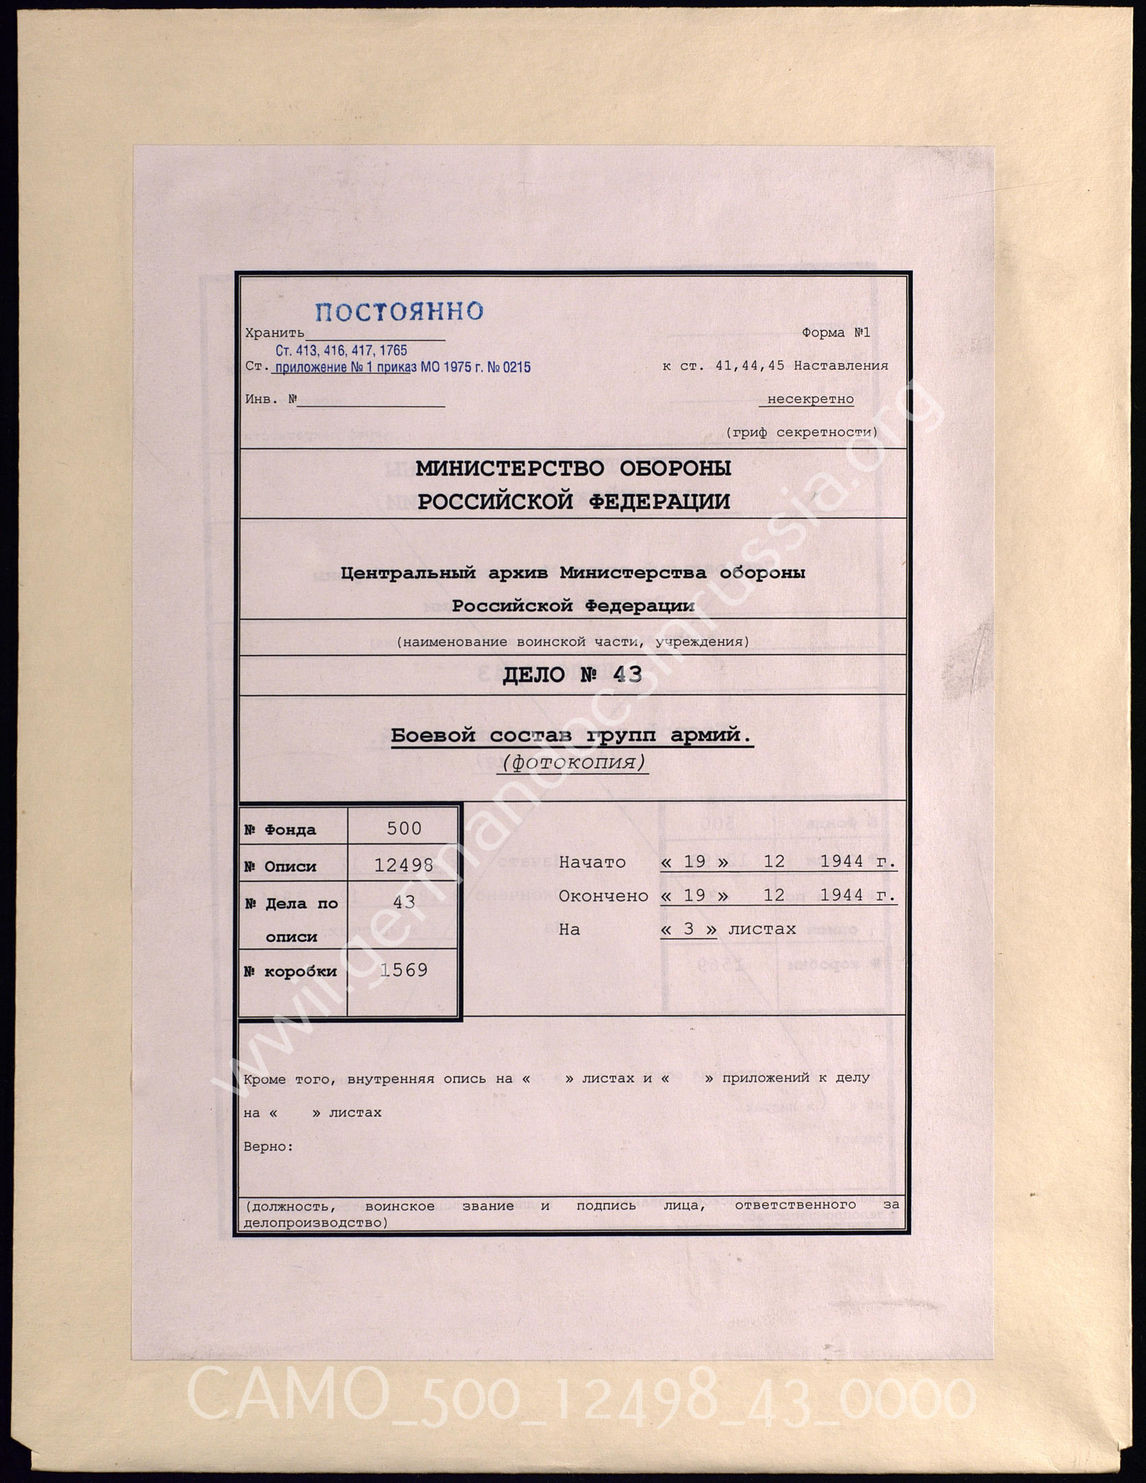 ПОСТОЯННО
Хранить
Форма №1
Ст. 413, 416, 417, 1765
Ст. приложение № 1 приказ МО 1975 г. № 0215
к ст. 41,44,45 Наставления
Инв. №
несекретно
(гриф секретности)
МИНИСТЕРСТВО ОБОРОНЫ
РОССИЙСКОЙ ФЕДЕРАЦИИ
Центральный архив Министерства обороны
Российской Федерации
(наименование воинской части, учреждения)
ДЕЛО № 43
Боевой состав групп армий.
(фотокопия)
№ Фонда 500
№ Описи 12498
№ Дела по описи 43
№ коробки 1569
Начато « 19 » 12 1944 г.
Окончено « 19 » 12 1944 г.
На « 3 » листах
Кроме того, внутренняя опись на « » листах и « » приложений к делу
на « » листах
Верно:
(должность, воинское звание и подпись лица, ответственного за
делопроизводство)
wwii.germandocsinrussia.org
CAMO_500_12498_43_0000